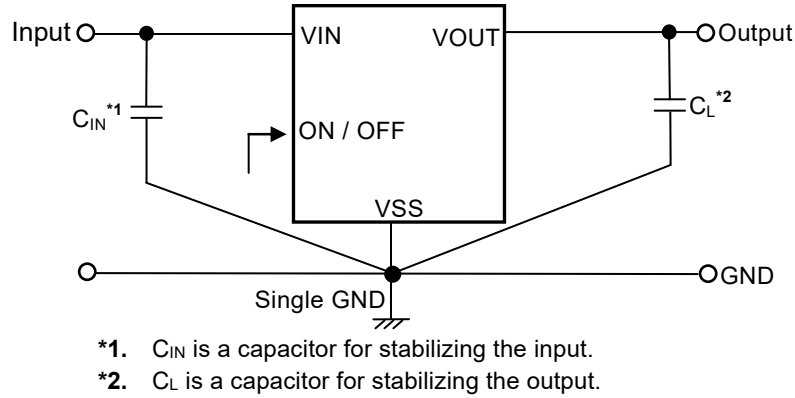 Input
VIN
VOUT
Output
CIN*1
CL*2
ON / OFF
VSS
Single GND
GND
*1. CIN is a capacitor for stabilizing the input.
*2. CL is a capacitor for stabilizing the output.